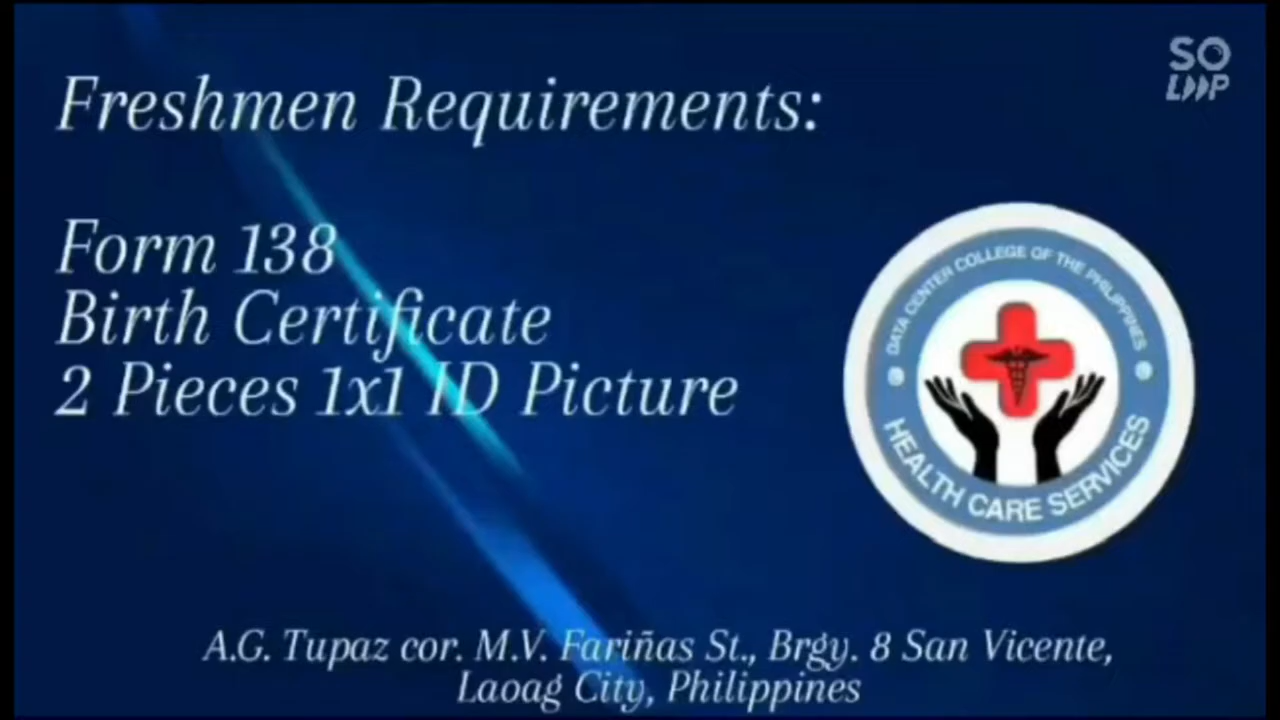 SO
LOOP
Freshmen Requirements:
Form 138
Birth Certificate
2 Pieces 1x1 ID Picture
DATA CENTER COLLEGE OF THE PHILIPPINES
HEALTH CARE SERVICES
A.G. Tupaz cor. M.V. Fariñas St., Brgy. 8 San Vicente,
Laoag City, Philippines